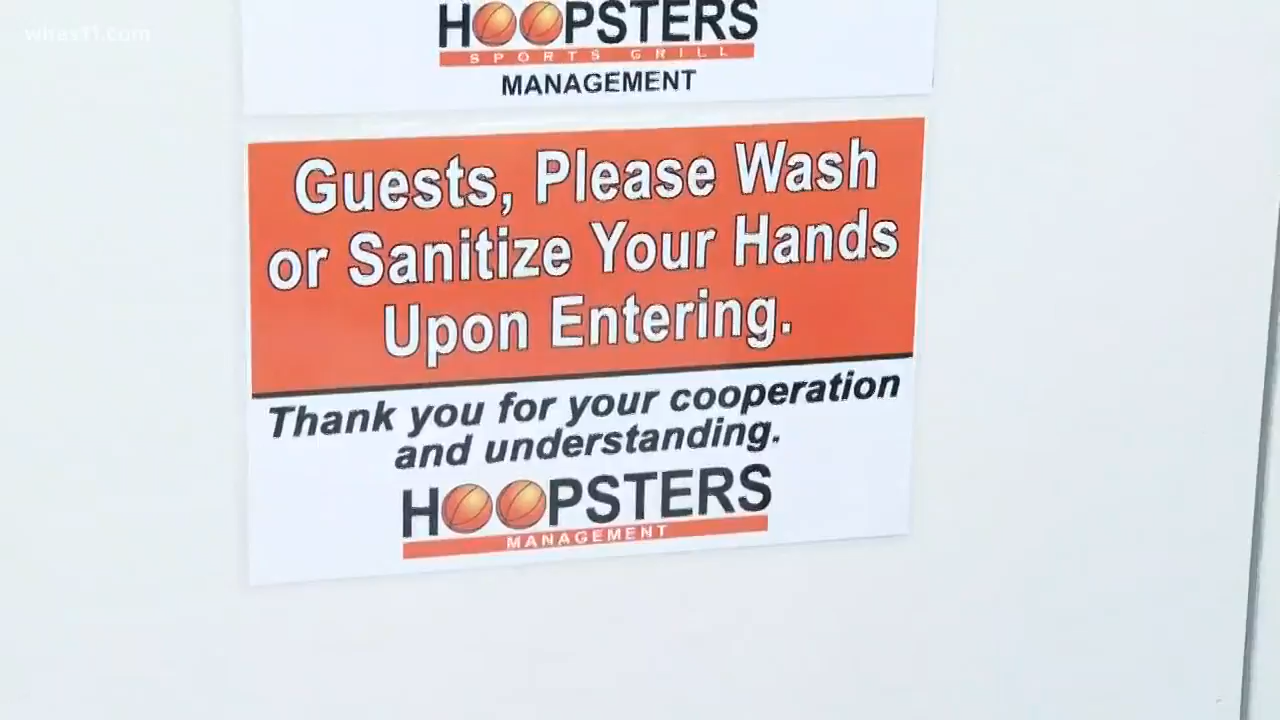 whas11.com
HOOPSTERS
SPORTS GRILL
MANAGEMENT
Guests, Please Wash
or Sanitize Your Hands
Upon Entering.
Thank you for your cooperation
and understanding.
HOOPSTERS
MANAGEMENT